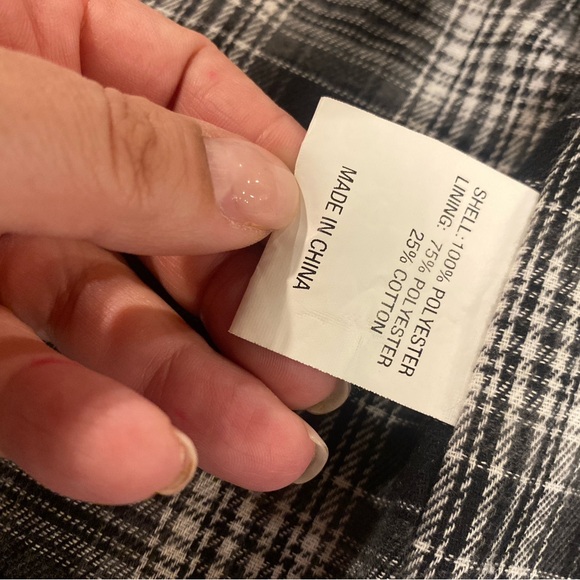 SHELL: 100% POLYESTER
LINING: 75% POLYESTER
25% COTTON
MADE IN CHINA